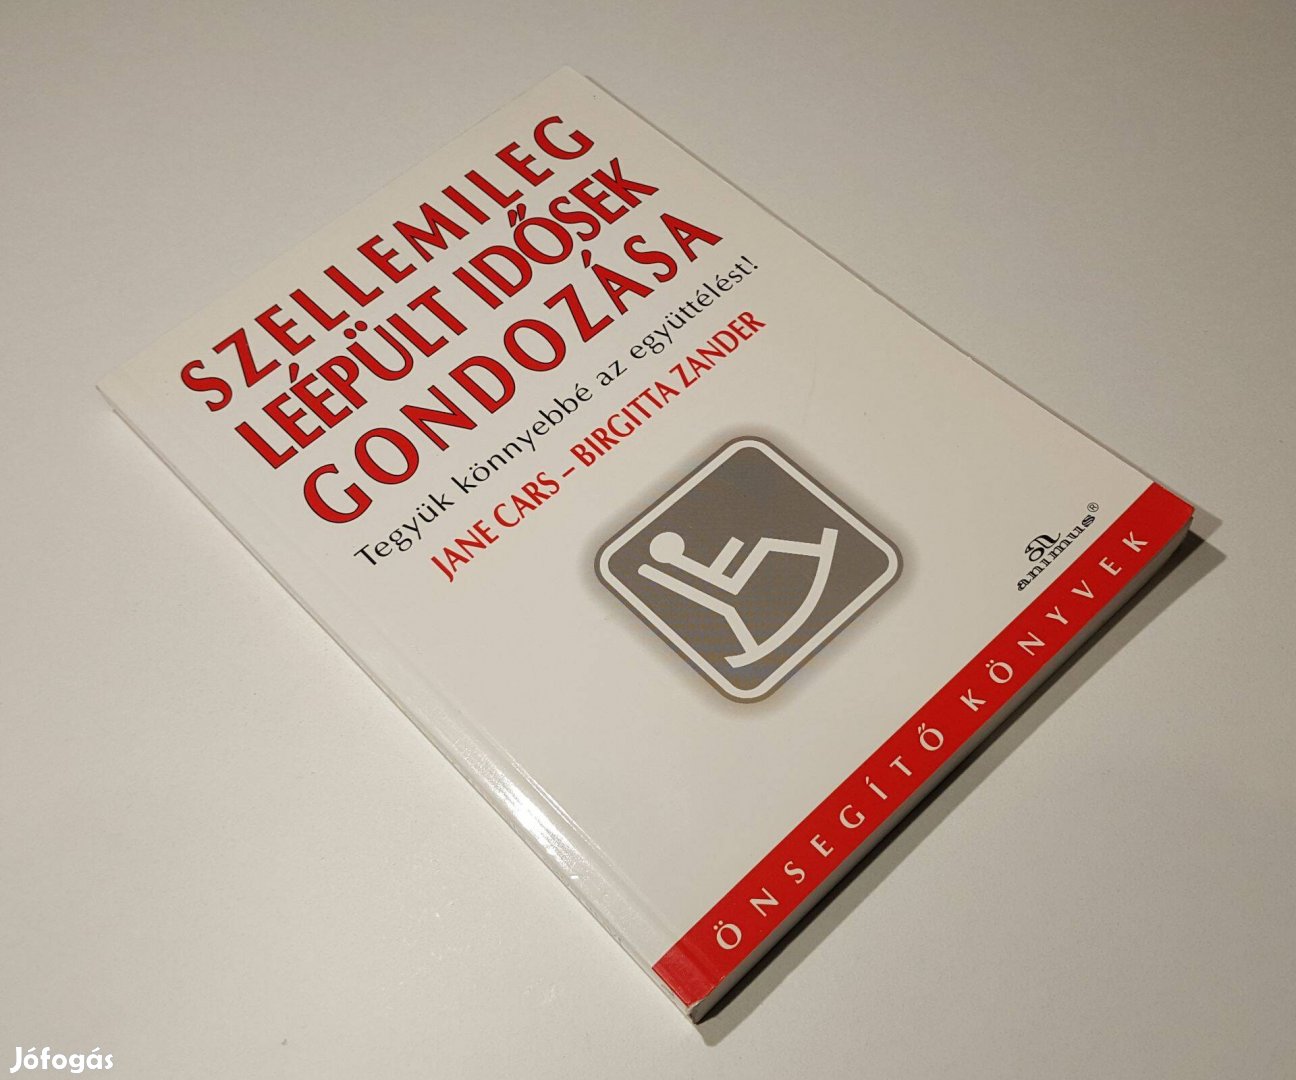 SZELLEMILEG
LEÉPÜLT IDŐSEK
GONDOZÁSA
Tegyük könnyebbé az együttélést!
JANE CARS – BIRGITTA ZANDER
animus®
ÖNSEGÍTŐ KÖNYVEK
Jófogás